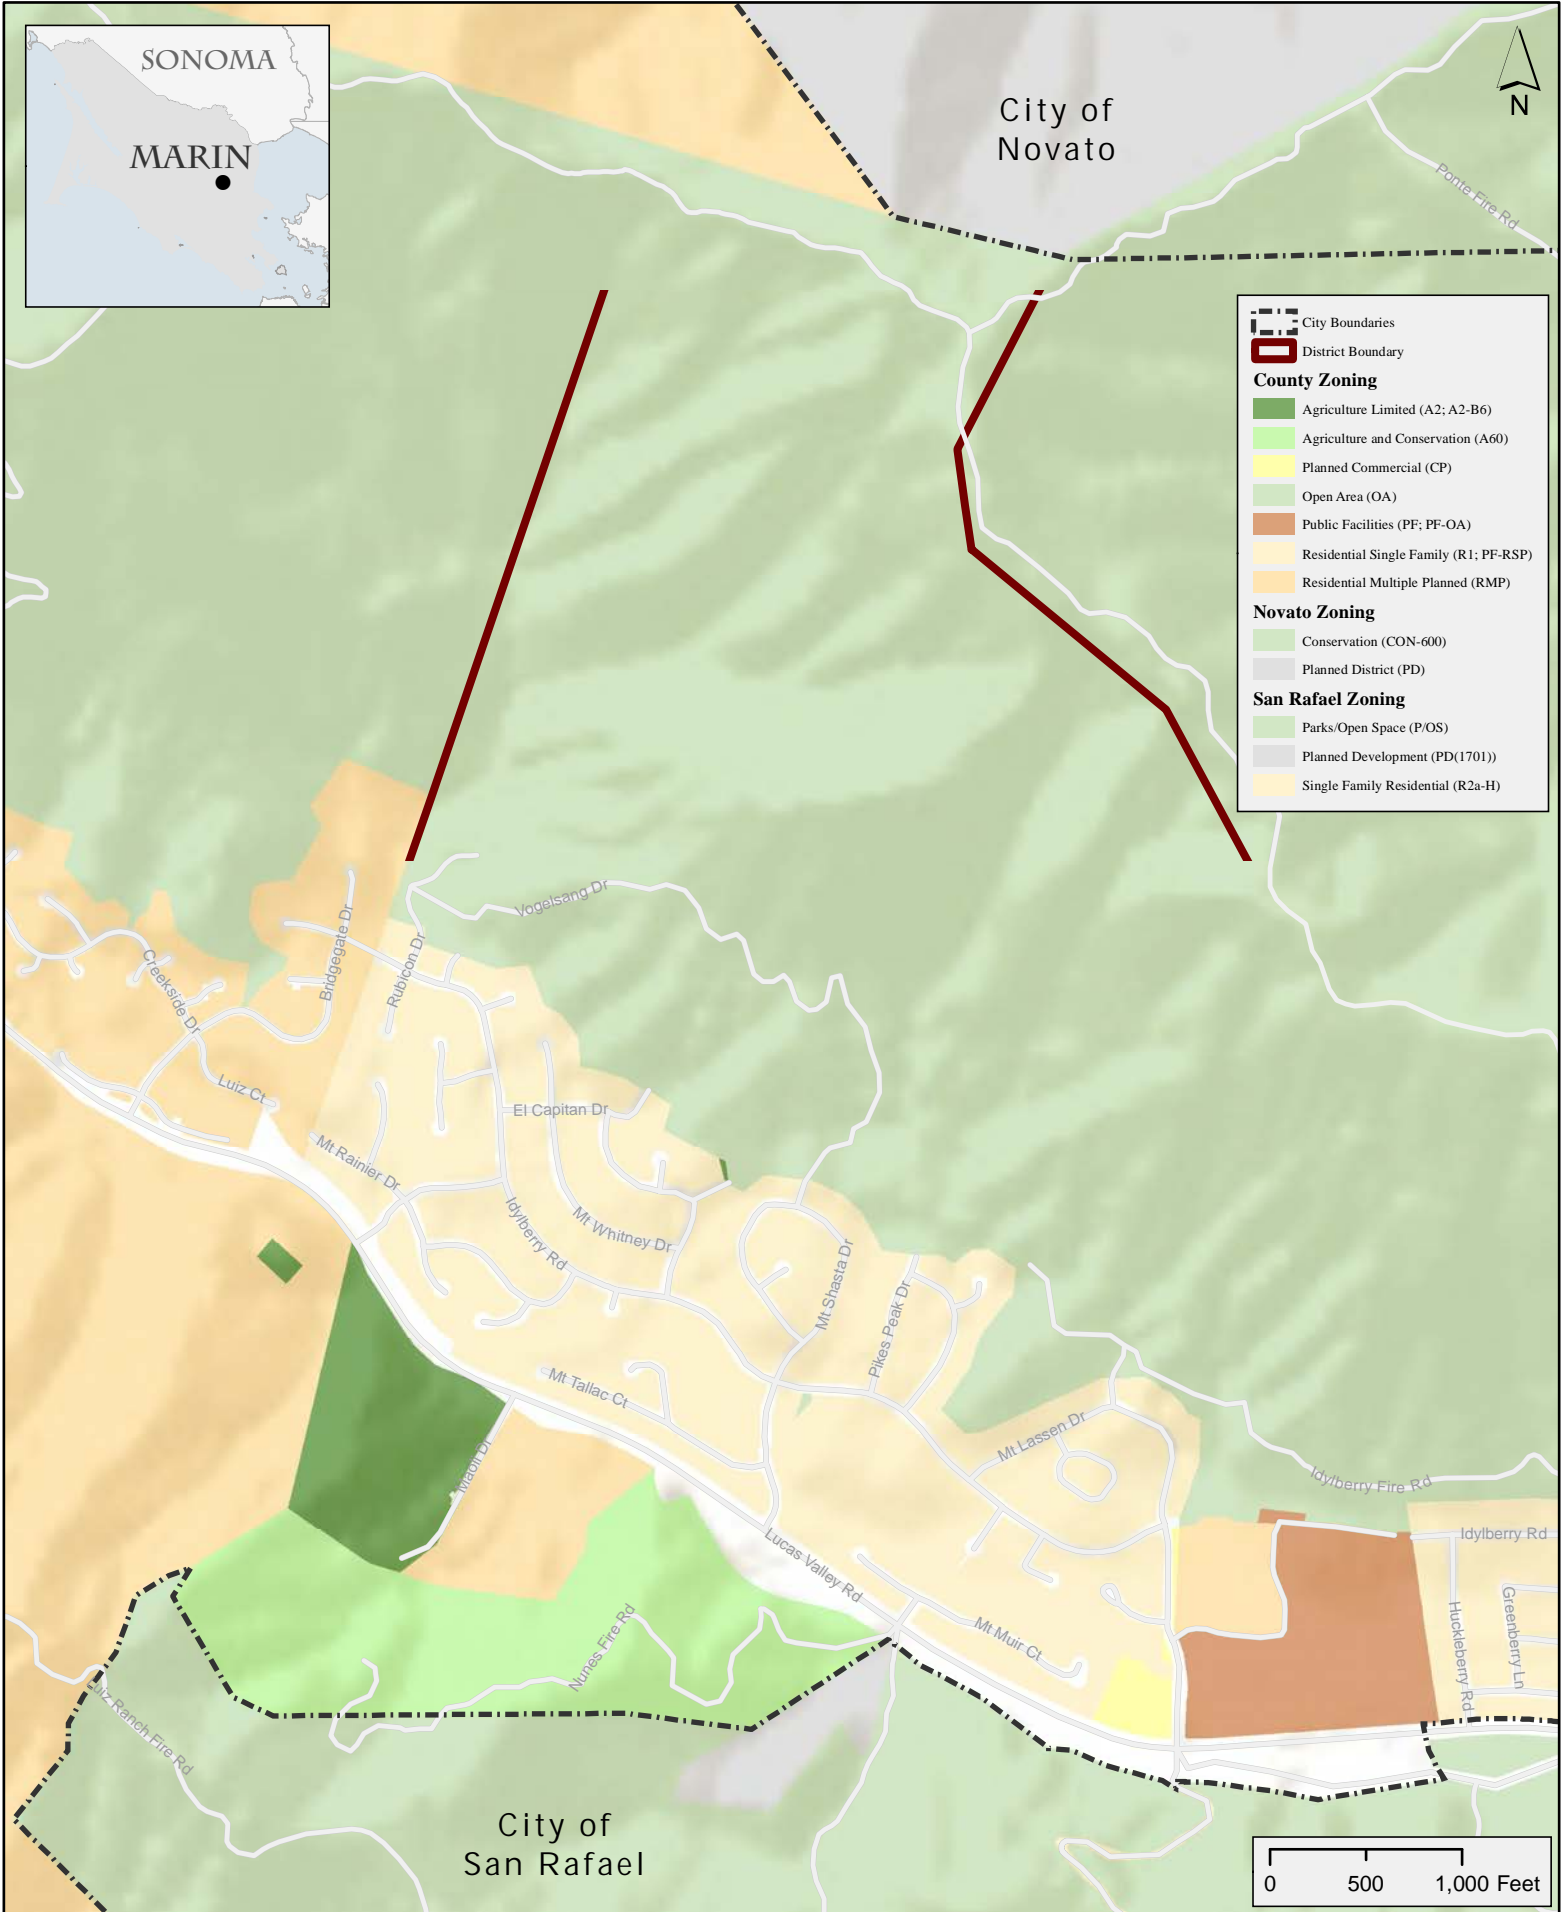 SONOMA
MARIN
City of
Novato
N
Ponte Fire Rd
City Boundaries
District Boundary
County Zoning
Agriculture Limited (A2; A2-B6)
Agriculture and Conservation (A60)
Planned Commercial (CP)
Open Area (OA)
Public Facilities (PF; PF-OA)
Residential Single Family (R1; PF-RSP)
Residential Multiple Planned (RMP)
Novato Zoning
Conservation (CON-600)
Planned District (PD)
San Rafael Zoning
Parks/Open Space (P/OS)
Planned Development (PD(1701))
Single Family Residential (R2a-H)
Vogelsang Dr
Bridgegate Dr
Rubicon Dr
Creekside Dr
Luiz Ct
El Capitan Dr
Mt Rainier Dr
Idylberry Rd
Mt Whitney Dr
Mt Shasta Dr
Pikes Peak Dr
Mt Tallac Ct
Mt Lassen Dr
Idylberry Fire Rd
Idylberry Rd
Lucas Valley Rd
Mt Muir Ct
Huckleberry Rd
Greenberry Ln
Nunes Fire Rd
Luiz Ranch Fire Rd
City of
San Rafael
0 500 1,000 Feet